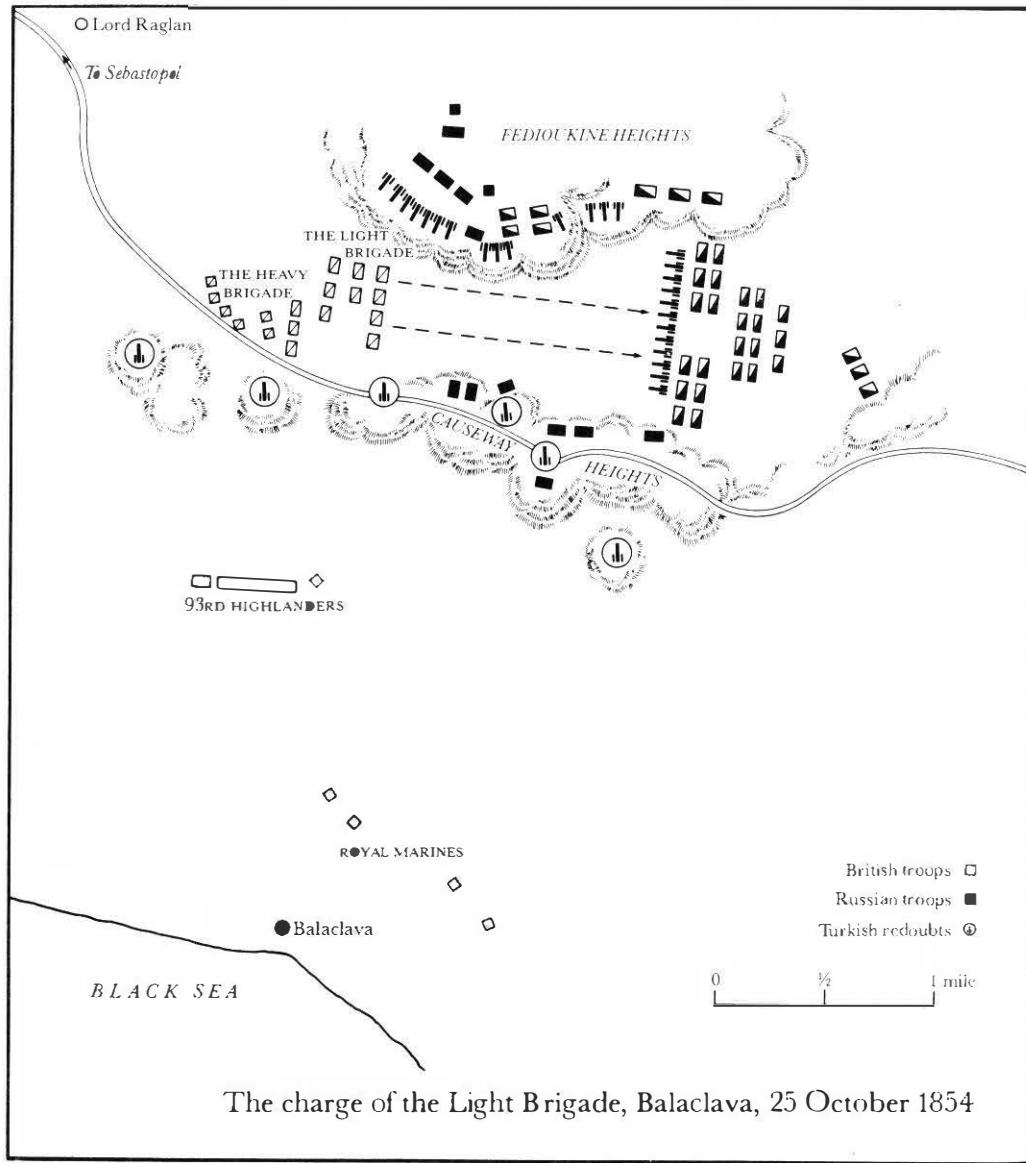 Lord Raglan
To Sebastopol
FEDIOUKINE HEIGHTS
THE LIGHT
BRIGADE
THE HEAVY
BRIGADE
CAUSEWAY
HEIGHTS
93RD HIGHLANDERS
ROYAL MARINES
British troops
Russian troops
Turkish redoubts
Balaclava
BLACK SEA
0 ½ 1 mile
The charge of the Light Brigade, Balaclava, 25 October 1854